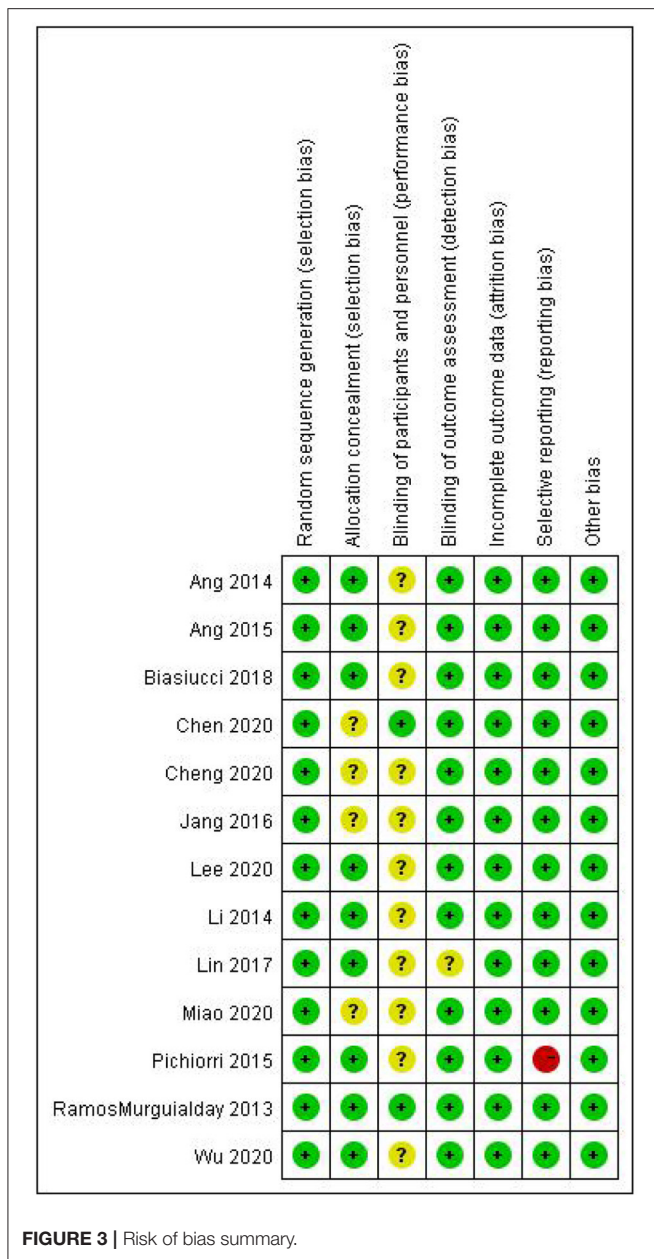 Random sequence generation (selection bias)
Allocation concealment (selection bias)
Blinding of participants and personnel (performance bias)
Blinding of outcome assessment (detection bias)
Incomplete outcome data (attrition bias)
Selective reporting (reporting bias)
Other bias
Ang 2014 + + ? + + + +
Ang 2015 + + ? + + + +
Biasiucci 2018 + + ? + + + +
Chen 2020 + ? + + + + +
Cheng 2020 + ? ? + + + +
Jang 2016 + ? ? + + + +
Lee 2020 + + ? + + + +
Li 2014 + + ? + + + +
Lin 2017 + + ? ? + + +
Miao 2020 + ? ? + + + +
Pichiorri 2015 + + ? + + - +
RamosMurguialday 2013 + + + + + + +
Wu 2020 + + ? + + + +
FIGURE 3 | Risk of bias summary.